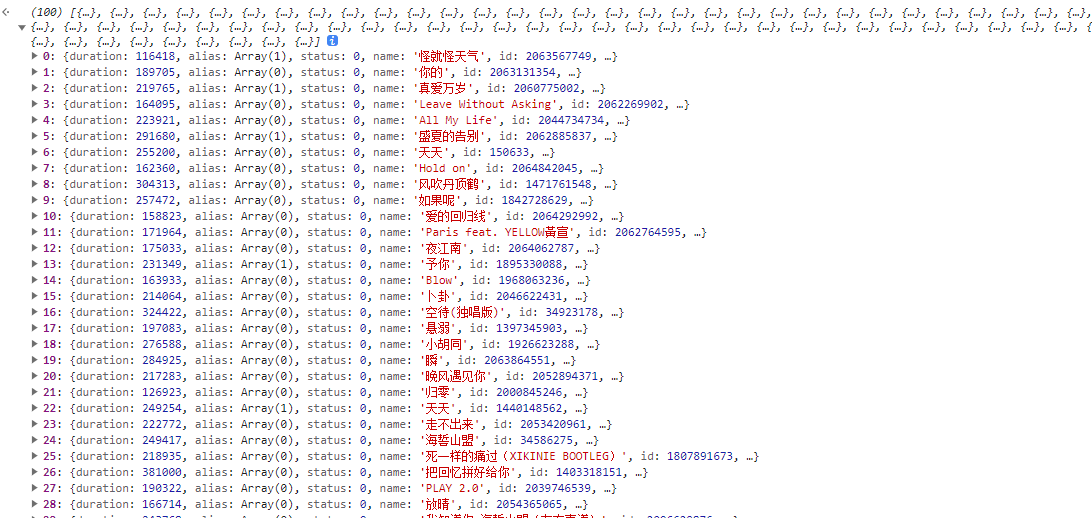 (100) [{…}, {…}, {…}, {…}, {…}, {…}, {…}, {…}, {…}, {…}, {…}, {…}, {…}, {…}, {…}, {…}, {…}, {…}, {…}, {…}, {…}, {…}, {…}, {…}, {…}, {…}, {…}, {…}, {…}, {…}, {…}, {
{…}, {…}, {…}, {…}, {…}, {…}, {…}, {…}, {…}, {…}, {…}, {…}, {…}, {…}, {…}, {…}, {…}, {…}, {…}, {…}, {…}, {…}, {…}, {…}, {…}, {…}, {…}, {…}, {…}, {…}, {…}, {…}, {
{…}, {…}, {…}, {…}, {…}, {…}, {…}, {…}, {…}]
0: {duration: 116418, alias: Array(1), status: 0, name: '怪就怪天气', id: 2063567749, …}
1: {duration: 189705, alias: Array(0), status: 0, name: '你的', id: 2063131354, …}
2: {duration: 219765, alias: Array(1), status: 0, name: '真爱万岁', id: 2060775002, …}
3: {duration: 164095, alias: Array(0), status: 0, name: 'Leave Without Asking', id: 2062269902, …}
4: {duration: 223921, alias: Array(0), status: 0, name: 'All My Life', id: 2044734734, …}
5: {duration: 291680, alias: Array(1), status: 0, name: '盛夏的告别', id: 2062885837, …}
6: {duration: 255200, alias: Array(0), status: 0, name: '天天', id: 150633, …}
7: {duration: 162360, alias: Array(0), status: 0, name: 'Hold on', id: 2064842045, …}
8: {duration: 304313, alias: Array(0), status: 0, name: '风吹丹顶鹤', id: 1471761548, …}
9: {duration: 257472, alias: Array(0), status: 0, name: '如果呢', id: 1842728629, …}
10: {duration: 158823, alias: Array(0), status: 0, name: '爱的回归线', id: 2064292992, …}
11: {duration: 171964, alias: Array(0), status: 0, name: 'Paris feat. YELLOW黃宣', id: 2062764595, …}
12: {duration: 175033, alias: Array(0), status: 0, name: '夜江南', id: 2064062787, …}
13: {duration: 231349, alias: Array(1), status: 0, name: '予你', id: 1895330088, …}
14: {duration: 163933, alias: Array(0), status: 0, name: 'Blow', id: 1968063236, …}
15: {duration: 214064, alias: Array(0), status: 0, name: '卜卦', id: 2046622431, …}
16: {duration: 324422, alias: Array(0), status: 0, name: '空待(独唱版)', id: 34923178, …}
17: {duration: 197083, alias: Array(0), status: 0, name: '悬弱', id: 1397345903, …}
18: {duration: 276588, alias: Array(0), status: 0, name: '小胡同', id: 1926623288, …}
19: {duration: 284925, alias: Array(0), status: 0, name: '瞬', id: 2063864551, …}
20: {duration: 217283, alias: Array(0), status: 0, name: '晚风遇见你', id: 2052894371, …}
21: {duration: 126923, alias: Array(0), status: 0, name: '归零', id: 2000845246, …}
22: {duration: 249254, alias: Array(1), status: 0, name: '天天', id: 1440148562, …}
23: {duration: 222772, alias: Array(0), status: 0, name: '走不出来', id: 2053420961, …}
24: {duration: 249417, alias: Array(0), status: 0, name: '海誓山盟', id: 34586275, …}
25: {duration: 218935, alias: Array(0), status: 0, name: '死一样的痛过（XIKINIE BOOTLEG）', id: 1807891673, …}
26: {duration: 381000, alias: Array(0), status: 0, name: '把回忆拼好给你', id: 1403318151, …}
27: {duration: 190322, alias: Array(0), status: 0, name: 'PLAY 2.0', id: 2039746539, …}
28: {duration: 166714, alias: Array(0), status: 0, name: '放晴', id: 2054365065, …}